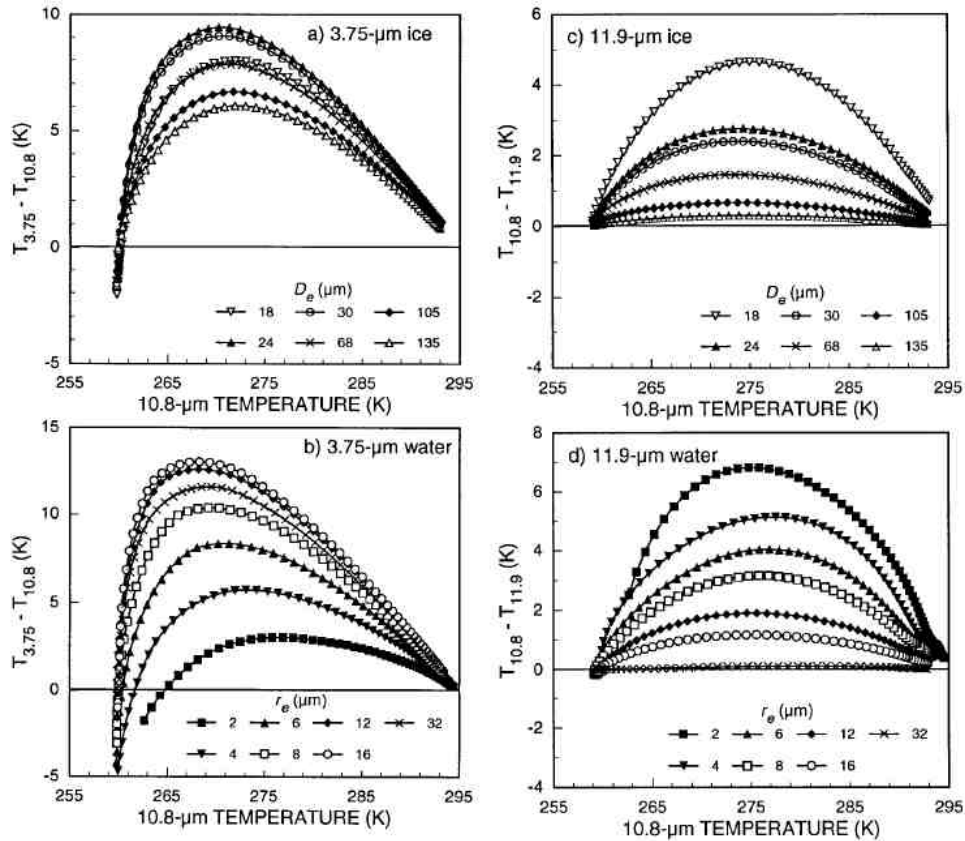 a) 3.75-μm ice
10
5
0
-5
T3.75 - T10.8 (K)
De (μm)
18 30 105
24 68 135
255 265 275 285 295
10.8-μm TEMPERATURE (K)
c) 11.9-μm ice
6
4
2
0
-2
-4
T10.8 - T11.9 (K)
De (μm)
18 30 105
24 68 135
255 265 275 285 295
10.8-μm TEMPERATURE (K)
b) 3.75-μm water
15
10
5
0
-5
T3.75 - T10.8 (K)
re (μm)
2 6 12 32
4 8 16
255 265 275 285 295
10.8-μm TEMPERATURE (K)
d) 11.9-μm water
8
6
4
2
0
-2
-4
T10.8 - T11.9 (K)
re (μm)
2 6 12 32
4 8 16
255 265 275 285 295
10.8-μm TEMPERATURE (K)